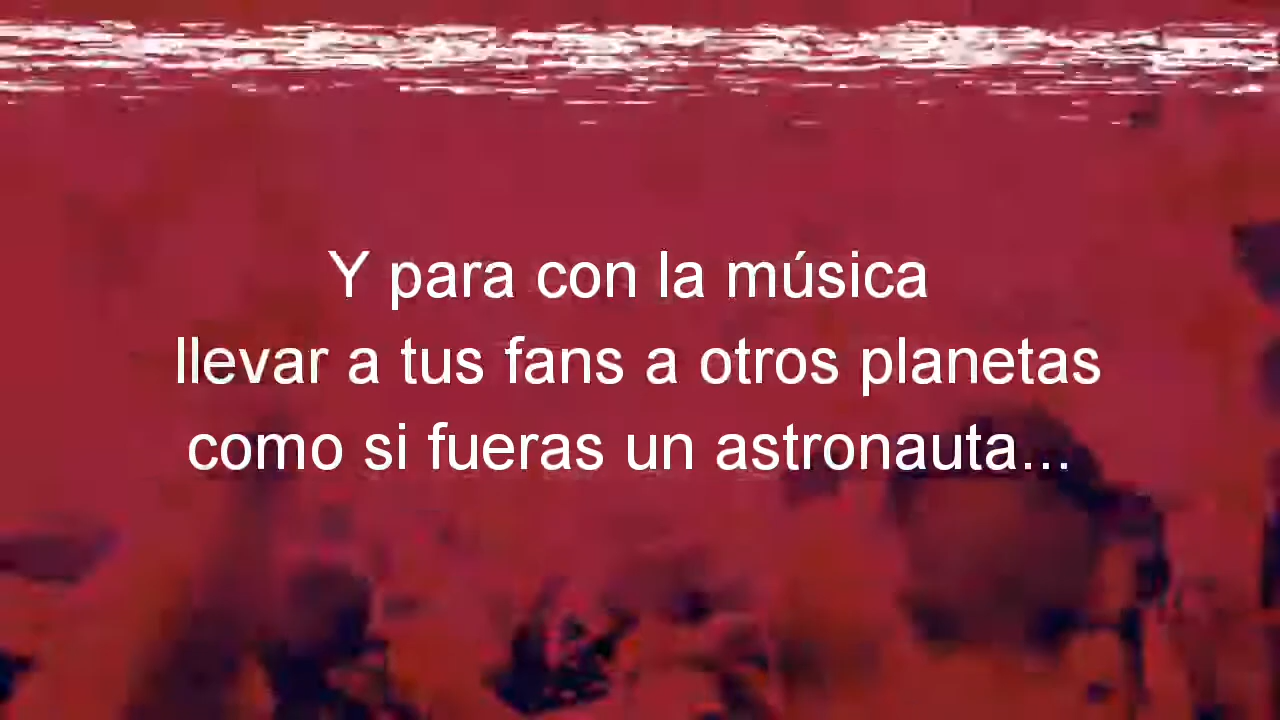 Y para con la música
llevar a tus fans a otros planetas
como si fueras un astronauta...